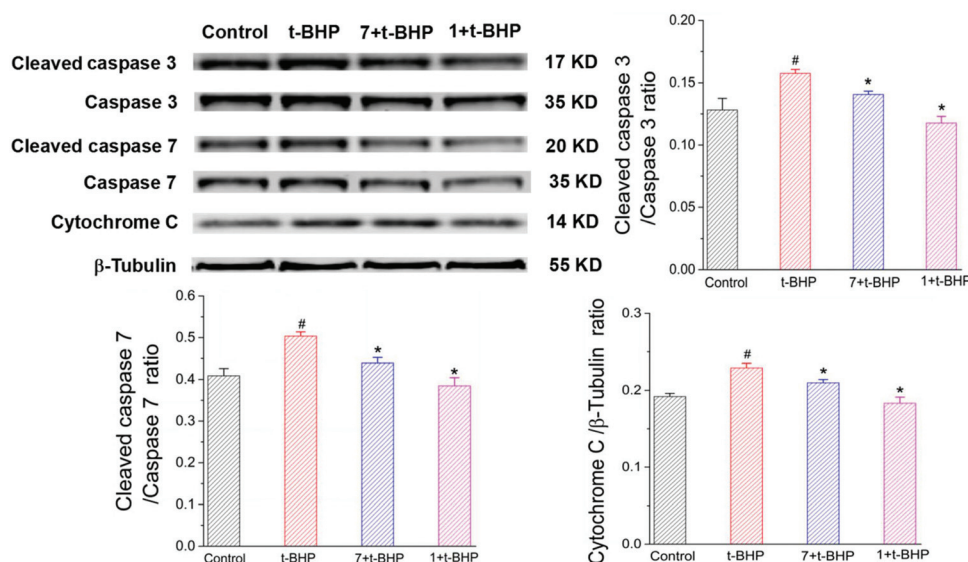 Control t-BHP 7+t-BHP 1+t-BHP
Cleaved caspase 3 17 KD
Caspase 3 35 KD
Cleaved caspase 7 20 KD
Caspase 7 35 KD
Cytochrome C 14 KD
β-Tubulin 55 KD
Cleaved caspase 3
/Caspase 3 ratio
0.20
0.15
0.10
0.05
0.00
#
*
*
Control t-BHP 7+t-BHP 1+t-BHP
Cleaved caspase 7
/Caspase 7 ratio
0.6
0.5
0.4
0.3
0.2
0.1
0.0
#
*
*
Control t-BHP 7+t-BHP 1+t-BHP
Cytochrome C /β-Tubulin ratio
0.3
0.2
0.1
0.0
#
*
*
Control t-BHP 7+t-BHP 1+t-BHP